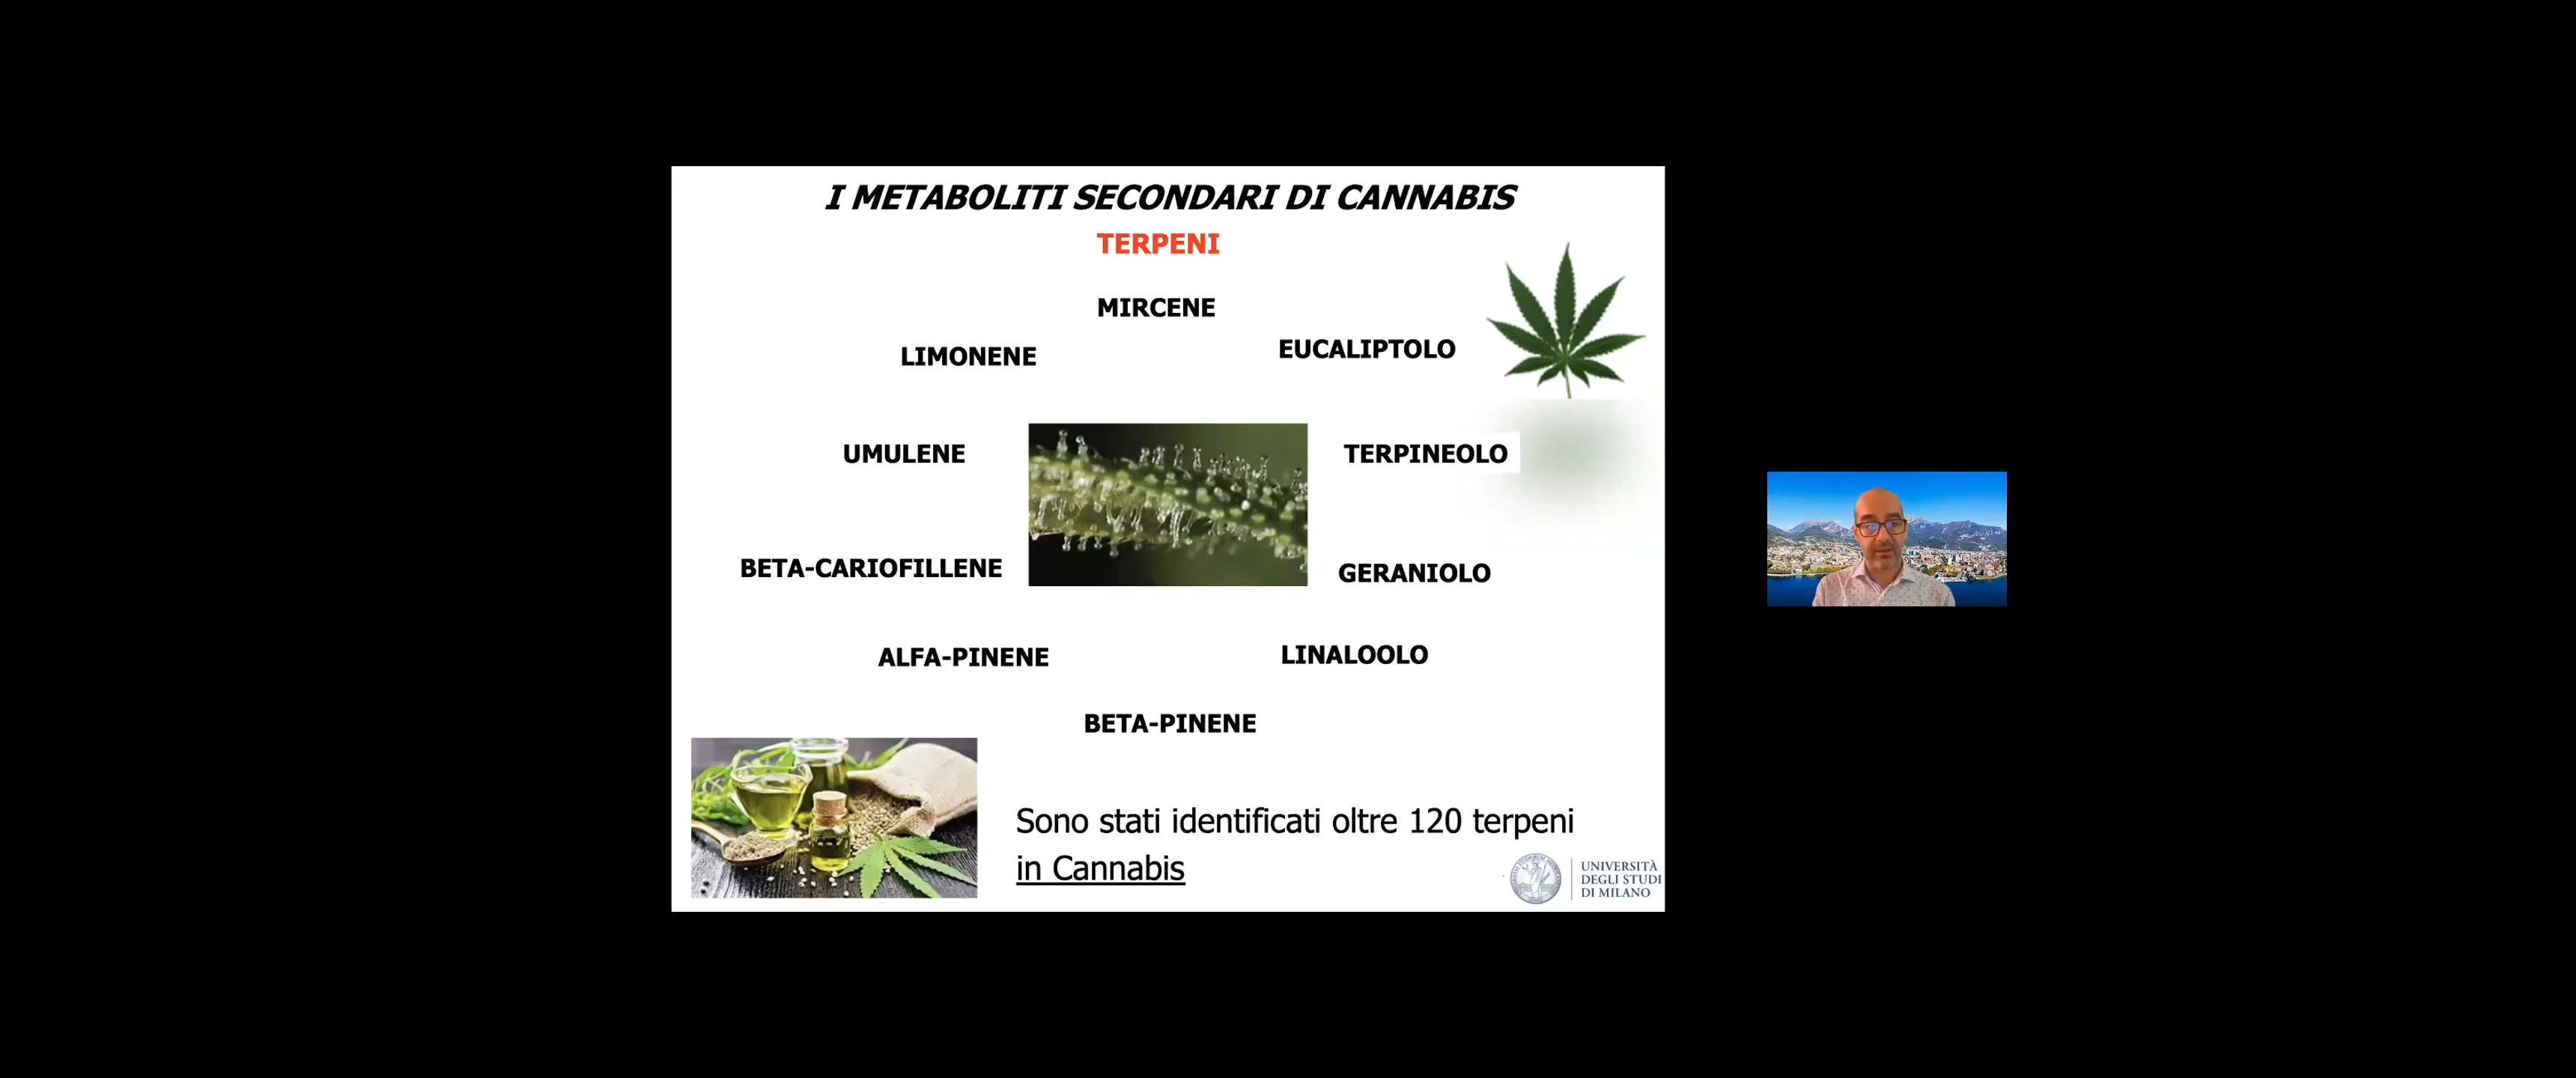 I METABOLITI SECONDARI DI CANNABIS
TERPENI
MIRCENE
LIMONENE
EUCALIPTOLO
UMULENE
TERPINEOLO
BETA-CARIOFILLENE
GERANIOLO
ALFA-PINENE
LINALOOLO
BETA-PINENE
Sono stati identificati oltre 120 terpeni
in Cannabis
UNIVERSITÀ
DEGLI STUDI
DI MILANO